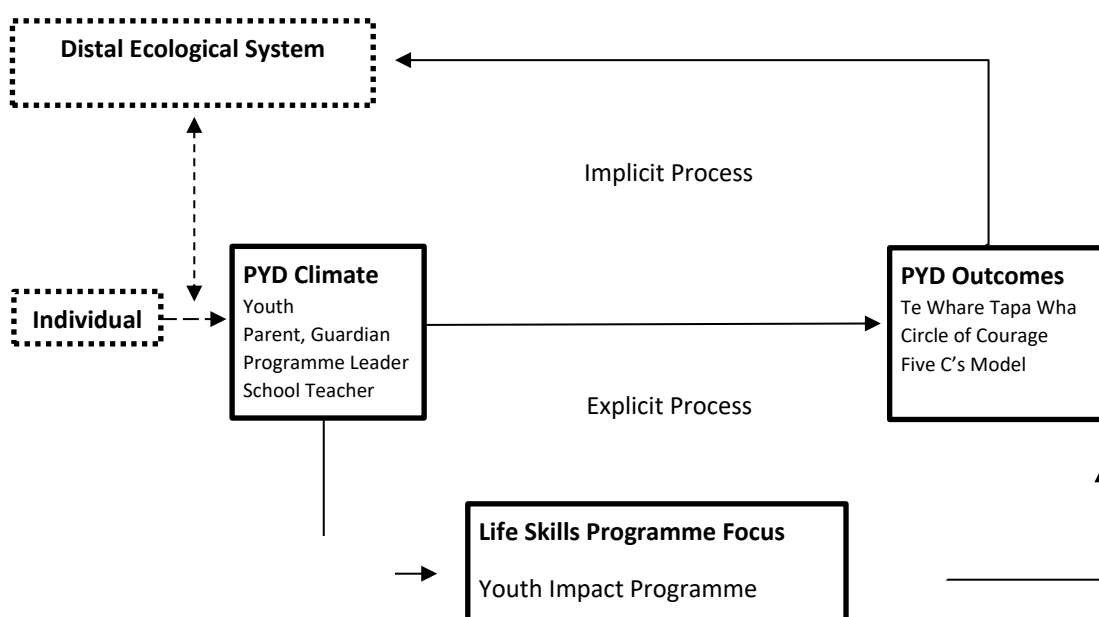 Distal Ecological System
Implicit Process
PYD Climate
Youth
Parent, Guardian
Programme Leader
School Teacher
PYD Outcomes
Te Whare Tapa Wha
Circle of Courage
Five C’s Model
Individual
Explicit Process
Life Skills Programme Focus
Youth Impact Programme